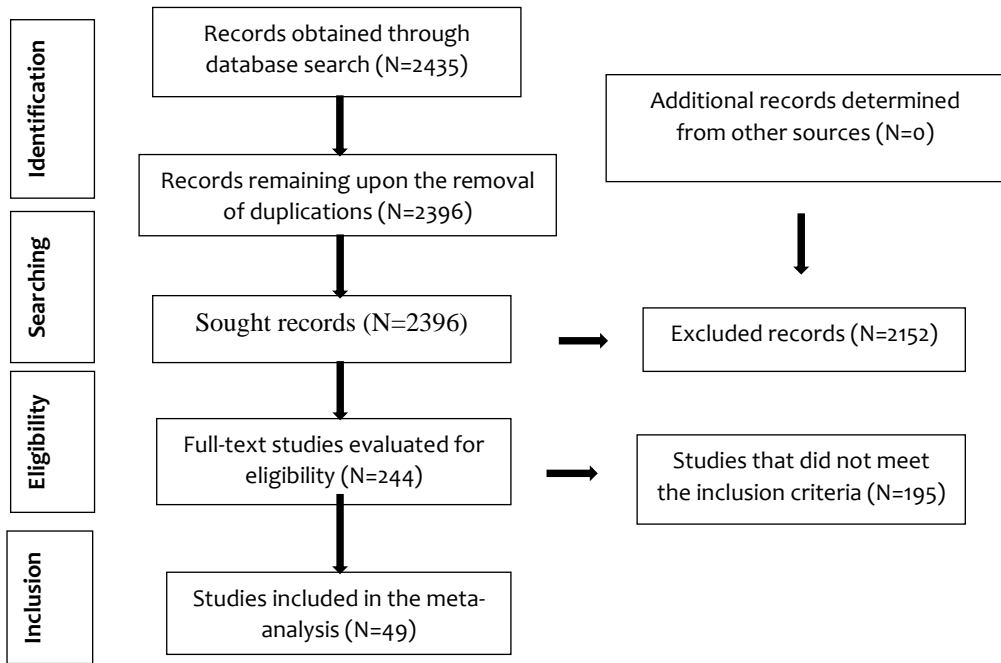 Identification
Records obtained through
database search (N=2435)
Additional records determined
from other sources (N=0)
Records remaining upon the removal
of duplications (N=2396)
Searching
Sought records (N=2396)
Excluded records (N=2152)
Eligibility
Full-text studies evaluated for
eligibility (N=244)
Studies that did not meet
the inclusion criteria (N=195)
Inclusion
Studies included in the meta-
analysis (N=49)